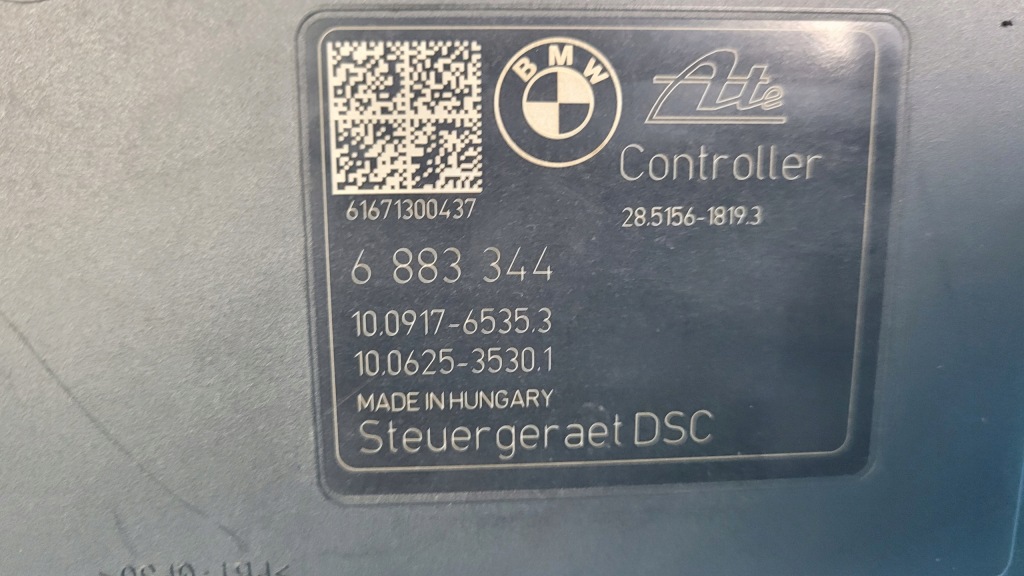 BMW
Ate
Controller
61671300437
28.5156-1819.3
6 883 344
10.0917-6535.3
10.0625-3530.1
MADE IN HUNGARY
Steuergeraet DSC